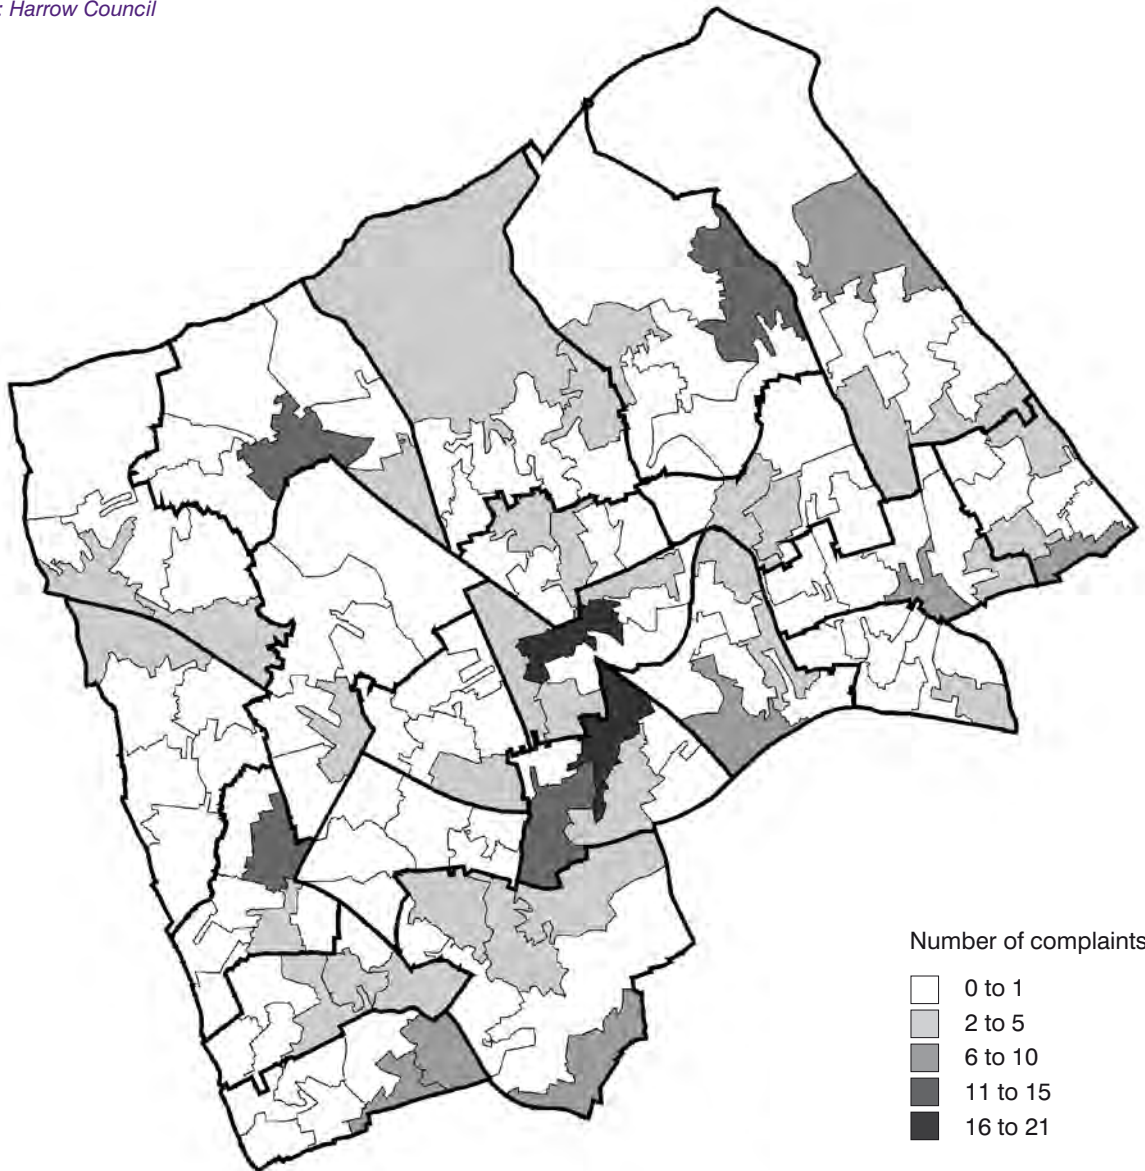 : Harrow Council
Number of complaints
0 to 1
2 to 5
6 to 10
11 to 15
16 to 21